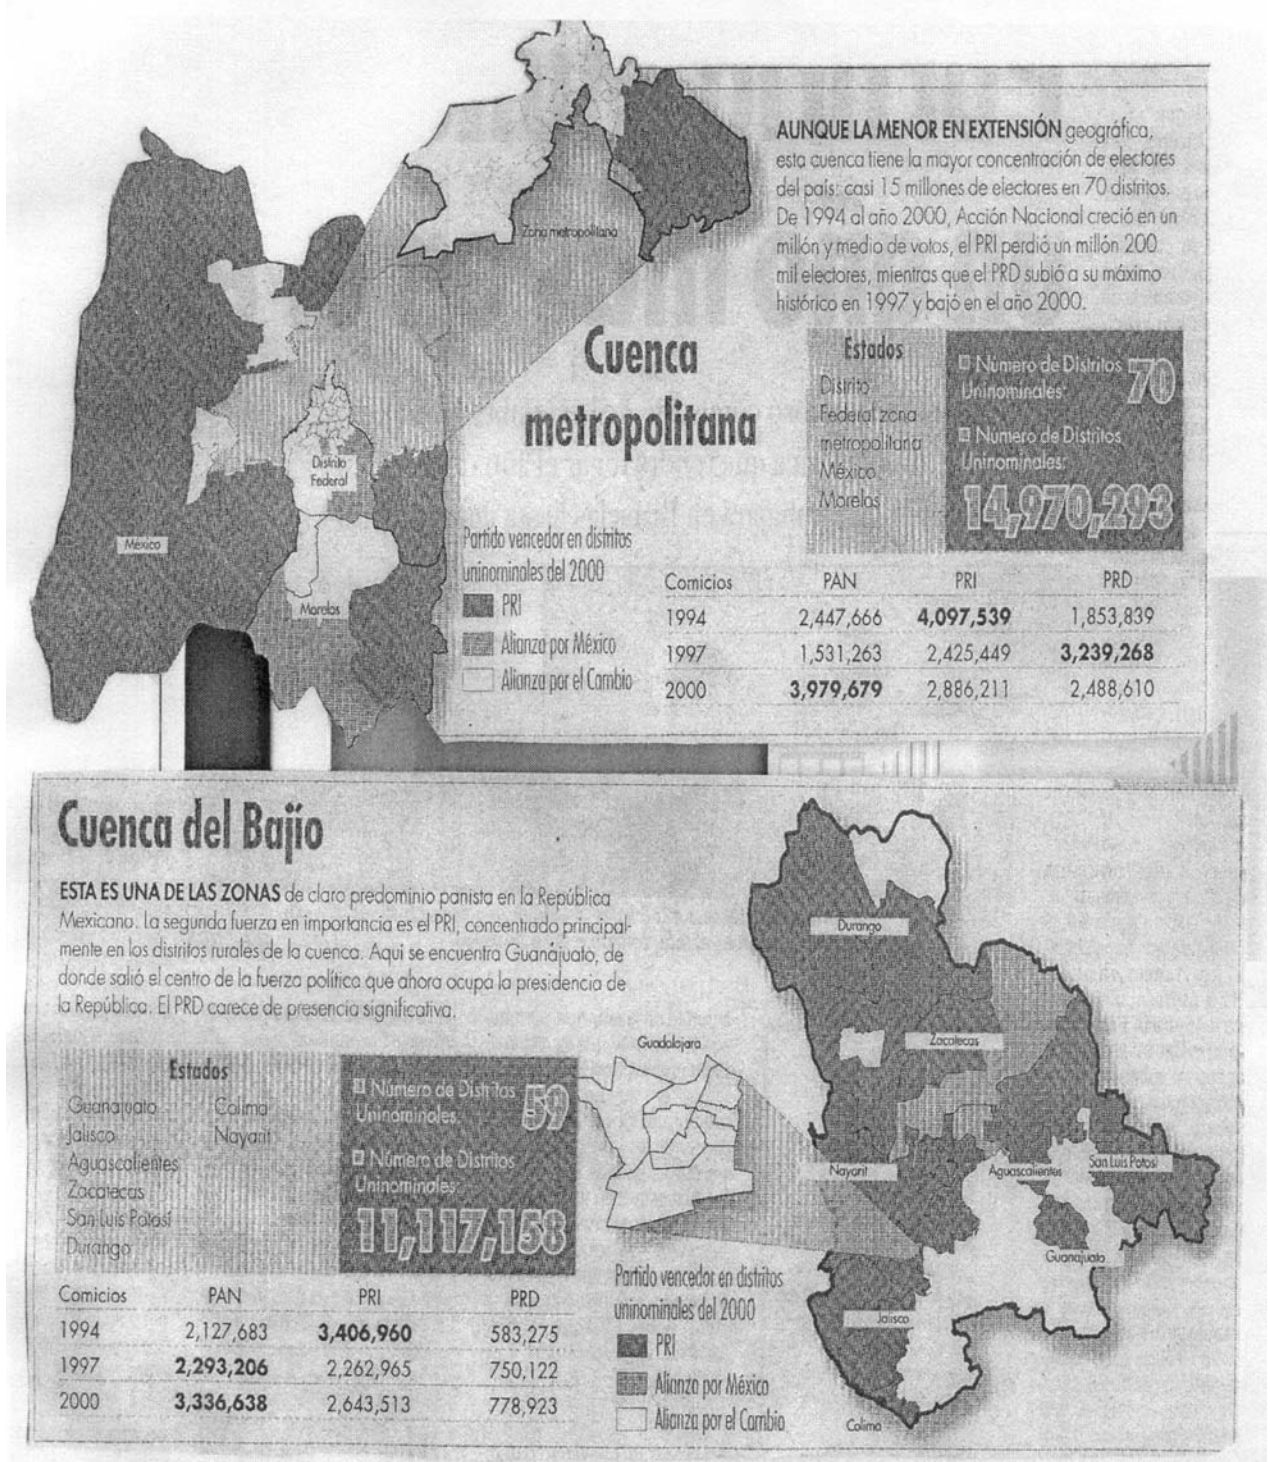 AUNQUE LA MENOR EN EXTENSIÓN geográfica,
esta cuenca tiene la mayor concentración de electores
del país: casi 15 millones de electores en 70 distritos.
De 1994 al año 2000, Acción Nacional creció en un
millón y medio de votos, el PRI perdió un millón 200
mil electores, mientras que el PRD subió a su máximo
histórico en 1997 y bajó en el año 2000.
Zona metropolitana
Cuenca
metropolitana
Estados
Distrito
Federal zona
metropolitana
México
Morelos
Número de Distritos
Uninominales:
70
Número de Distritos
Uninominales:
14,970,293
Distrito
Federal
México
Morelos
Partido vencedor en distritos
uninominales del 2000
PRI
Alianza por México
Alianza por el Cambio
Comicios PAN PRI PRD
1994 2,447,666 4,097,539 1,853,839
1997 1,531,263 2,425,449 3,239,268
2000 3,979,679 2,886,211 2,488,610
Cuenca del Bajío
ESTA ES UNA DE LAS ZONAS de claro predominio panista en la República
Mexicana. La segunda fuerza en importancia es el PRI, concentrado principal-
mente en los distritos rurales de la cuenca. Aqui se encuentra Guanájuato, de
donde salió el centro de la fuerza política que ahora ocupa la presidencia de
la República. El PRD carece de presencia significativa.
Estados
Guanajuato Colima
Jalisco Nayarit
Aguascalientes
Zacatecas
San Luis Potosí
Durango
Número de Distritos
Uninominales:
59
Número de Distritos
Uninominales:
11,117,158
Comicios PAN PRI PRD
1994 2,127,683 3,406,960 583,275
1997 2,293,206 2,262,965 750,122
2000 3,336,638 2,643,513 778,923
Guadalajara
Partido vencedor en distritos
uninominales del 2000
PRI
Alianza por México
Alianza por el Cambio
Durango
Zacatecas
Nayarit
Aguascalientes
San Luis Potosí
Guanajuato
Jalisco
Colima